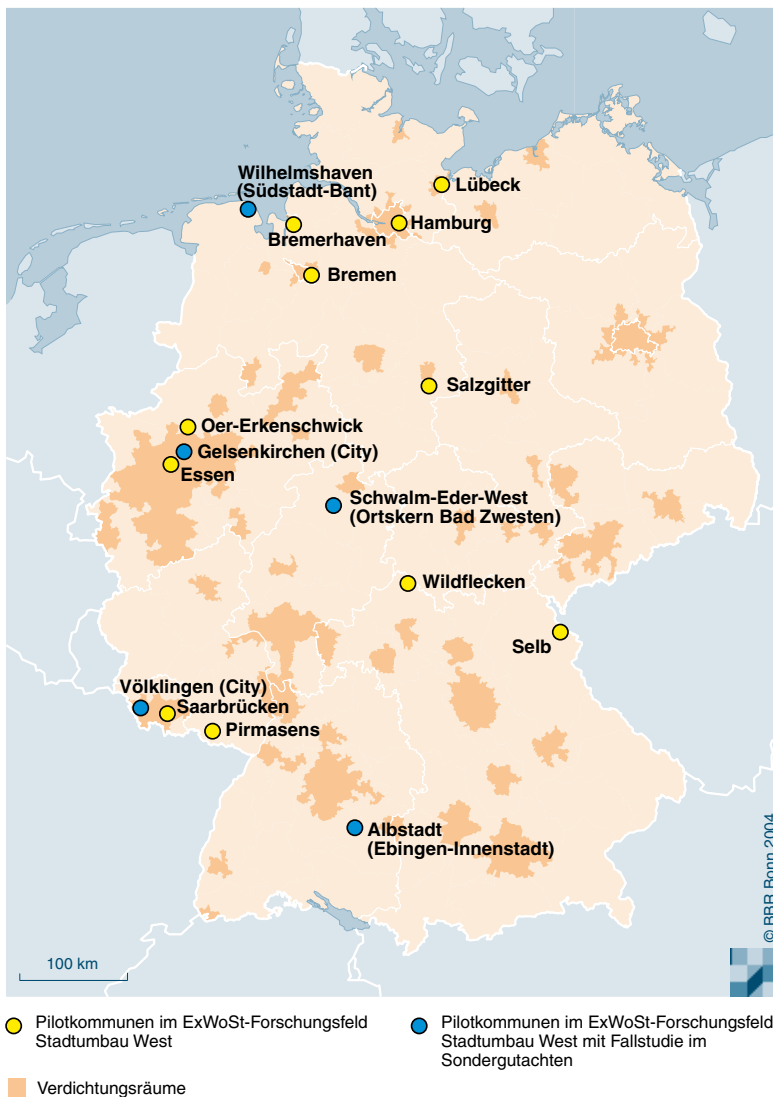 Wilhelmshaven
(Südstadt-Bant)
Lübeck
Hamburg
Bremerhaven
Bremen
Salzgitter
Oer-Erkenschwick
Gelsenkirchen (City)
Essen
Schwalm-Eder-West
(Ortskern Bad Zwesten)
Wildflecken
Selb
Völklingen (City)
Saarbrücken
Pirmasens
Albstadt
(Ebingen-Innenstadt)
© BBR Bonn 2004
100 km
Pilotkommunen im ExWoSt-Forschungsfeld
Stadtumbau West
Pilotkommunen im ExWoSt-Forschungsfeld
Stadtumbau West mit Fallstudie im
Sondergutachten
Verdichtungsräume